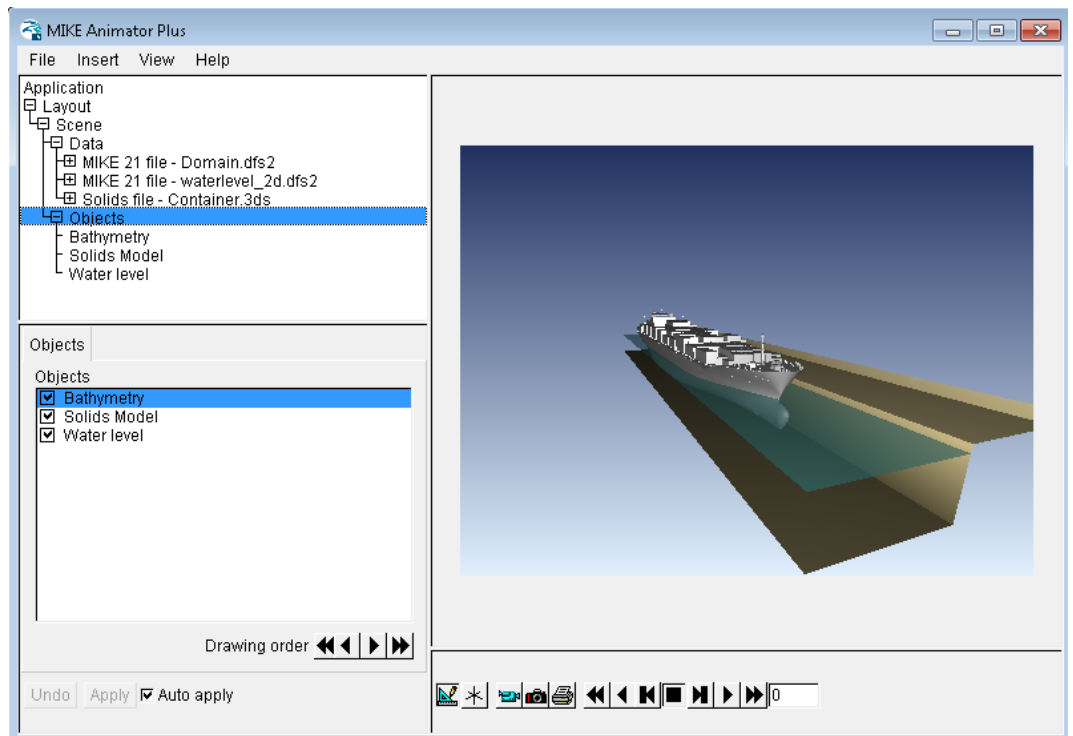 MIKE Animator Plus
File Insert View Help
Application
Layout
Scene
Data
MIKE 21 file - Domain.dfs2
MIKE 21 file - waterlevel_2d.dfs2
Solids file - Container.3ds
Objects
Bathymetry
Solids Model
Water level
Objects
Objects
Bathymetry
Solids Model
Water level
Drawing order
Undo Apply Auto apply
0